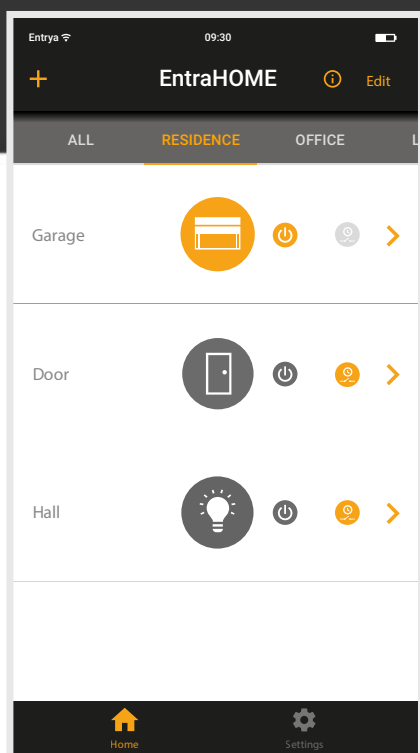 Entrya 09:30
+ EntraHOME Edit
ALL RESIDENCE OFFICE L
Garage
Door
Hall
Home Settings